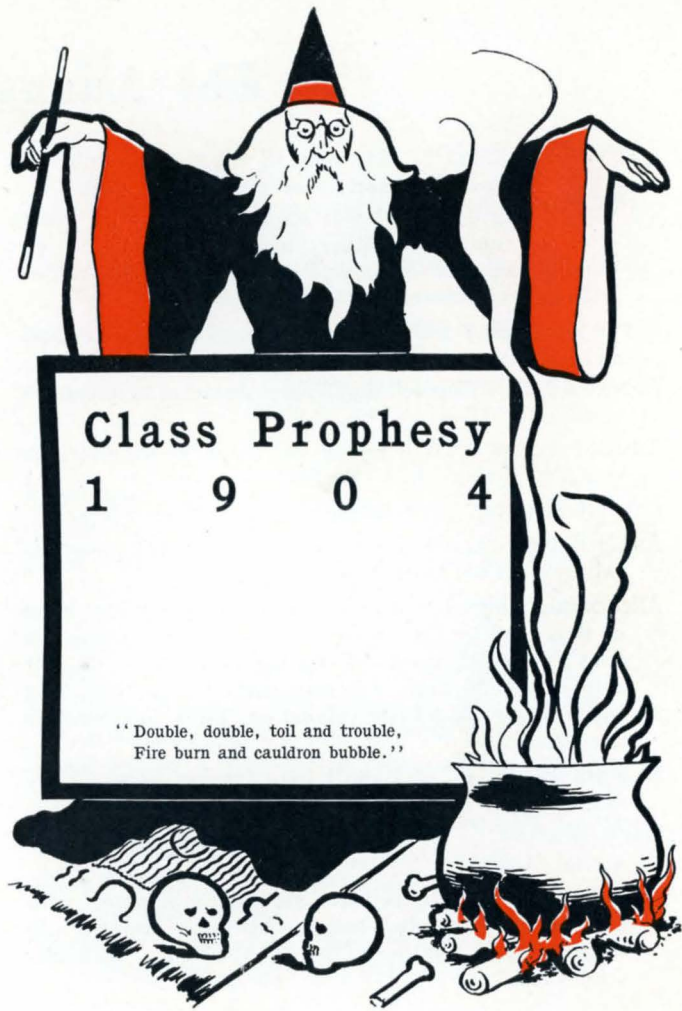 Class Prophesy
1 9 0 4
“Double, double, toil and trouble,
Fire burn and cauldron bubble.”